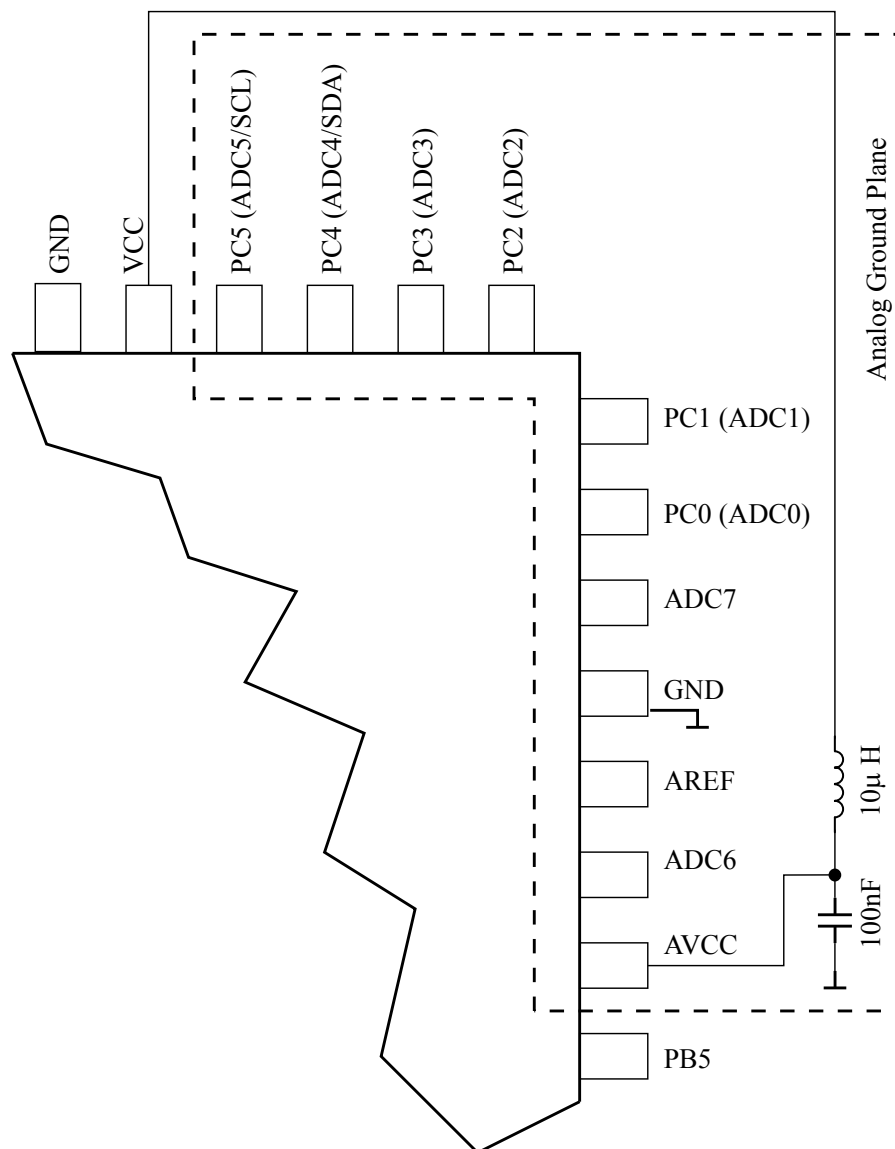 GND
VCC
PC5 (ADC5/SCL)
PC4 (ADC4/SDA)
PC3 (ADC3)
PC2 (ADC2)
Analog Ground Plane
PC1 (ADC1)
PC0 (ADC0)
ADC7
GND
AREF
ADC6
AVCC
PB5
10µ H
100nF